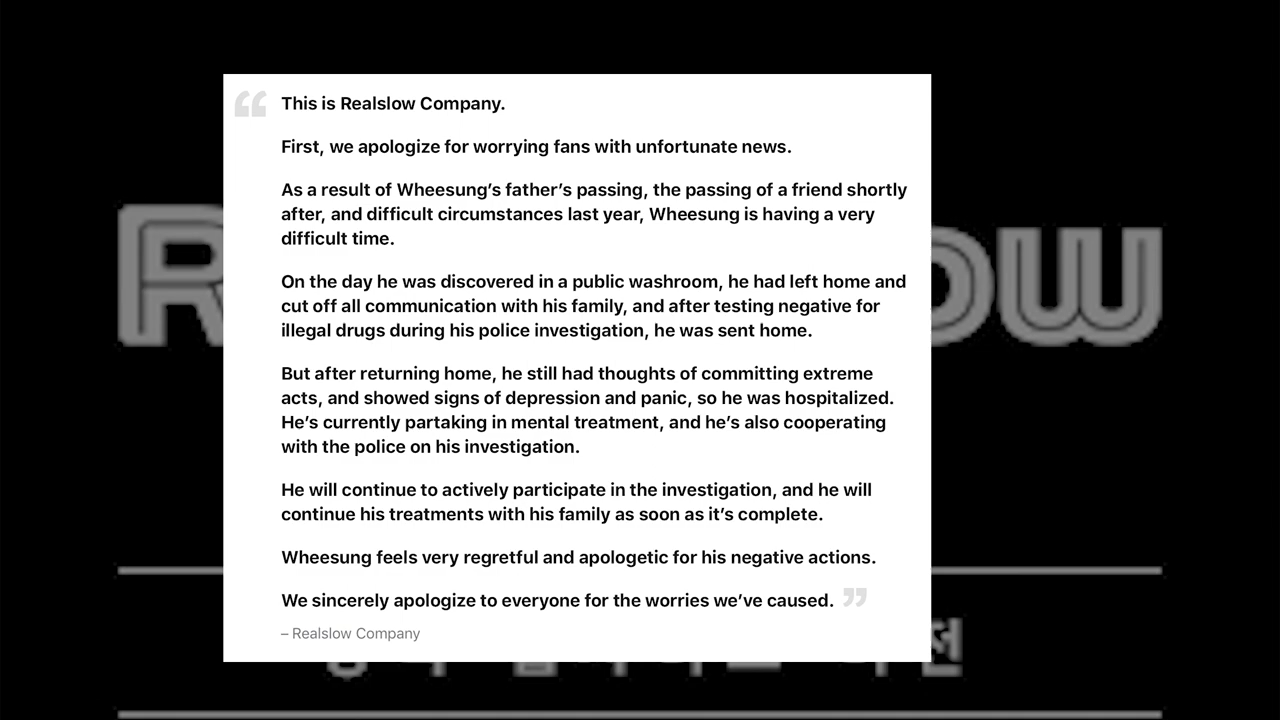 “ This is Realslow Company.
First, we apologize for worrying fans with unfortunate news.
As a result of Wheesung’s father’s passing, the passing of a friend shortly
after, and difficult circumstances last year, Wheesung is having a very
difficult time.
On the day he was discovered in a public washroom, he had left home and
cut off all communication with his family, and after testing negative for
illegal drugs during his police investigation, he was sent home.
But after returning home, he still had thoughts of committing extreme
acts, and showed signs of depression and panic, so he was hospitalized.
He’s currently partaking in mental treatment, and he’s also cooperating
with the police on his investigation.
He will continue to actively participate in the investigation, and he will
continue his treatments with his family as soon as it’s complete.
Wheesung feels very regretful and apologetic for his negative actions.
We sincerely apologize to everyone for the worries we’ve caused. ”
– Realslow Company